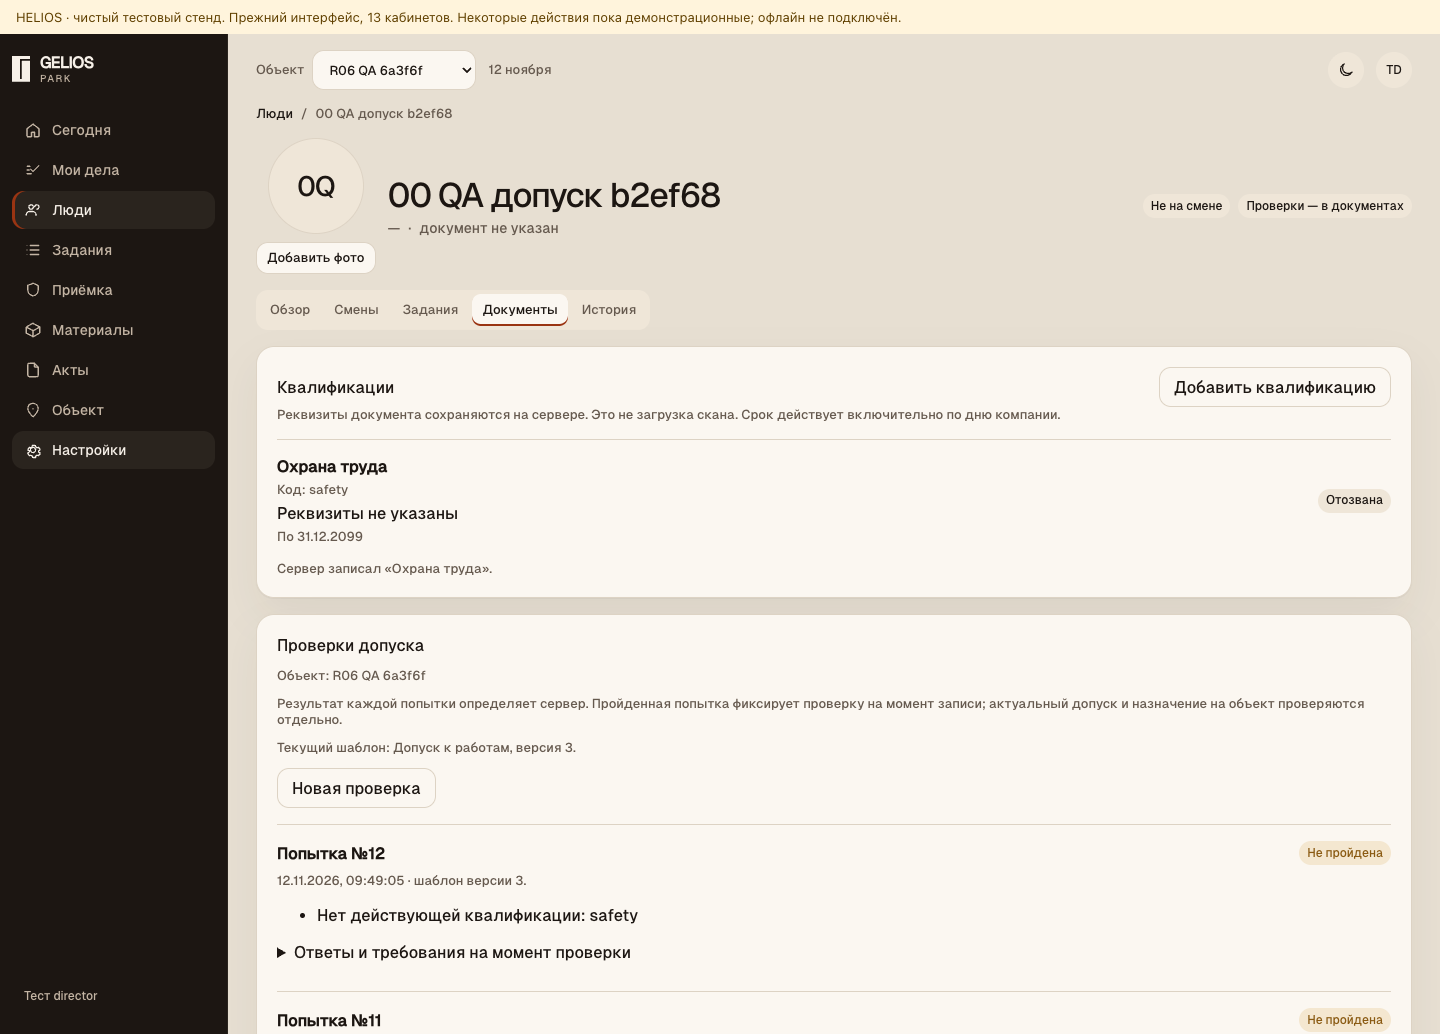 HELIOS · чистый тестовый стенд. Прежний интерфейс, 13 кабинетов. Некоторые действия пока демонстрационные; офлайн не подключён.
GELIOS
PARK
Объект
R06 QA 6a3f6f
12 ноября
TD
Сегодня
Мои дела
Люди
Задания
Приёмка
Материалы
Акты
Объект
Настройки
Тест director
Люди / 00 QA допуск b2ef68
0Q
00 QA допуск b2ef68
— · документ не указан
Не на смене
Проверки — в документах
Добавить фото
Обзор
Смены
Задания
Документы
История
Квалификации
Добавить квалификацию
Реквизиты документа сохраняются на сервере. Это не загрузка скана. Срок действует включительно по дню компании.
Охрана труда
Код: safety
Реквизиты не указаны
По 31.12.2099
Отозвана
Сервер записал «Охрана труда».
Проверки допуска
Объект: R06 QA 6a3f6f
Результат каждой попытки определяет сервер. Пройденная попытка фиксирует проверку на момент записи; актуальный допуск и назначение на объект проверяются
отдельно.
Текущий шаблон: Допуск к работам, версия 3.
Новая проверка
Попытка №12
Не пройдена
12.11.2026, 09:49:05 · шаблон версии 3.
• Нет действующей квалификации: safety
Ответы и требования на момент проверки
Попытка №11
Не пройдена